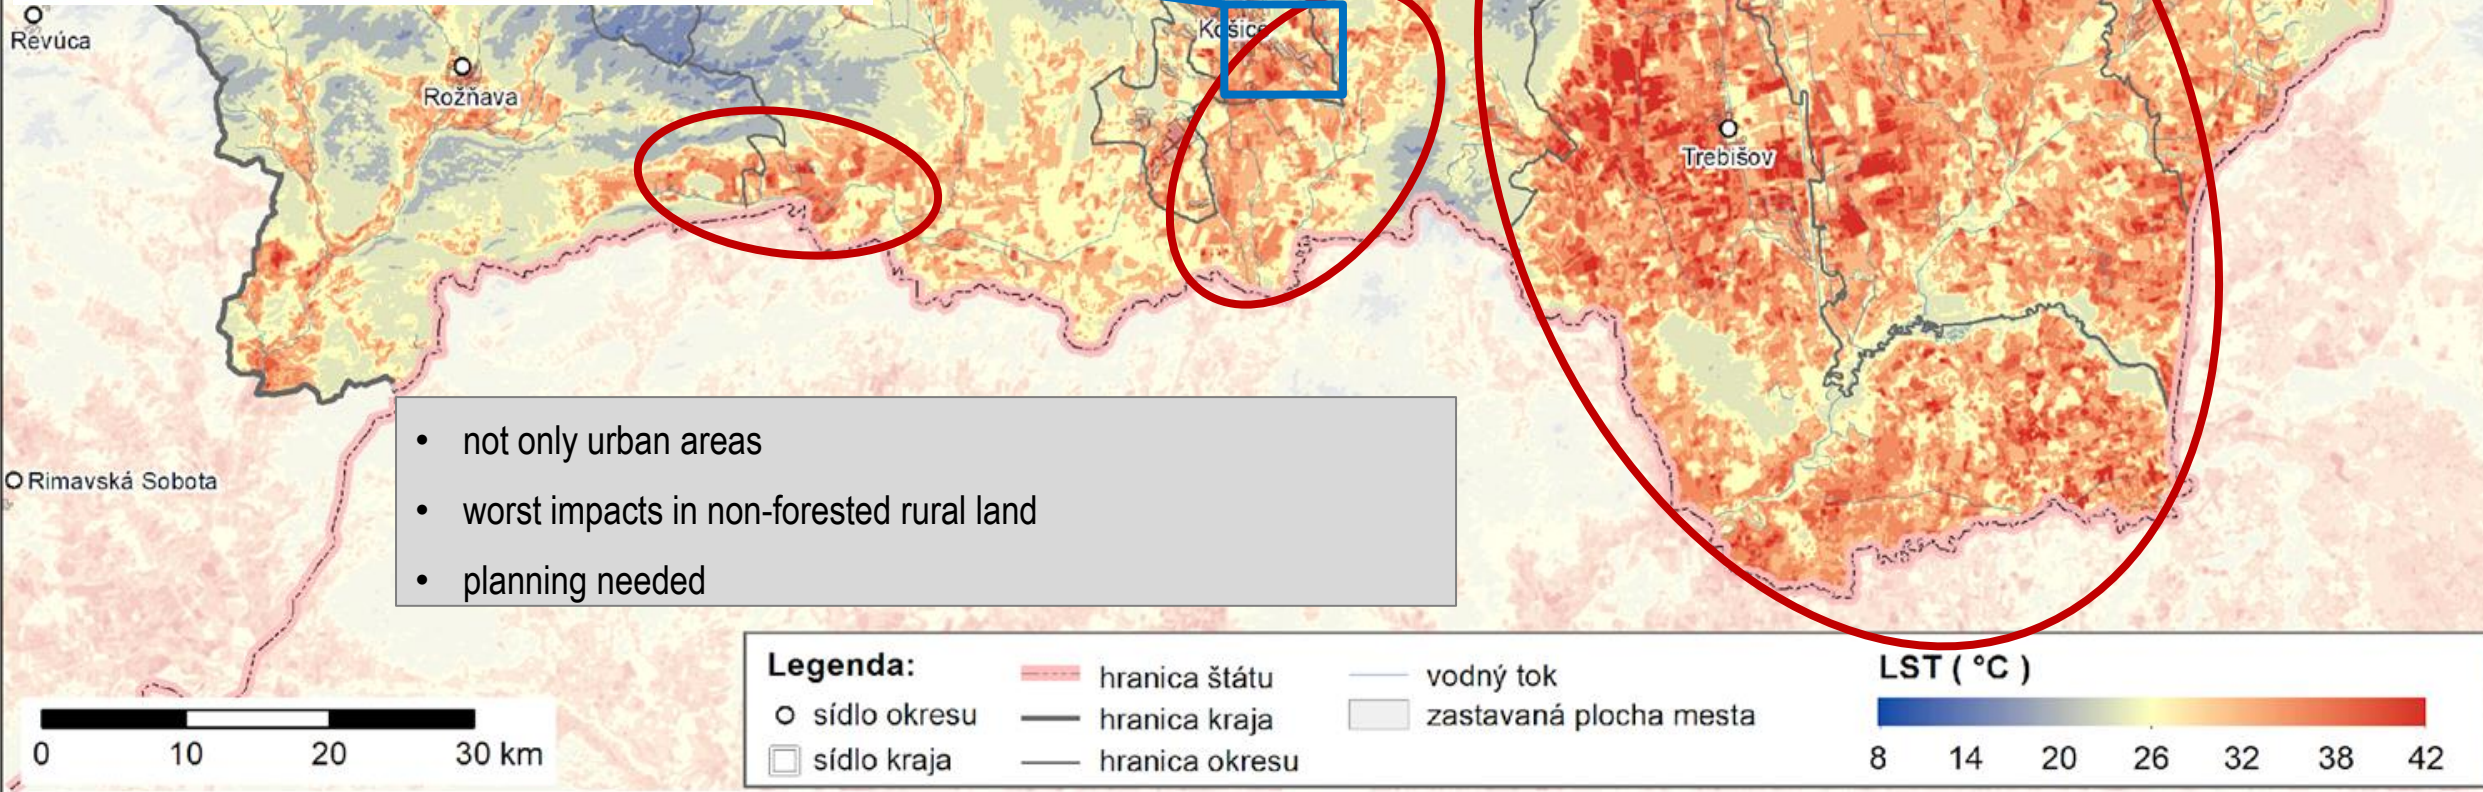 Revúca
Košice
Rožňava
Trebišov
• not only urban areas
Rimavská Sobota
• worst impacts in non-forested rural land
• planning needed
Legenda:
sídlo okresu
sídlo kraja
hranica štátu
hranica kraja
hranica okresu
vodný tok
zastavaná plocha mesta
LST ( °C )
8 14 20 26 32 38 42
0 10 20 30 km